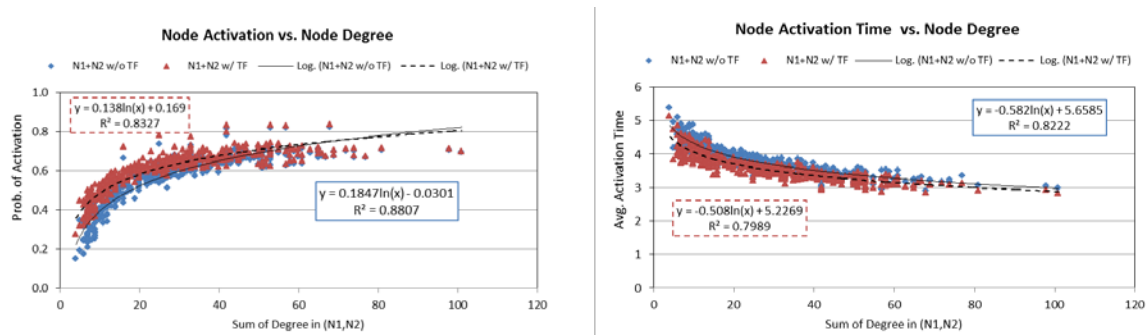 Node Activation vs. Node Degree
N1+N2 w/o TF N1+N2 w/ TF Log. (N1+N2 w/o TF) Log. (N1+N2 w/ TF)
Prob. of Activation
1.0
0.8
0.6
0.4
0.2
0.0
y = 0.138ln(x) + 0.169
R² = 0.8327
y = 0.1847ln(x) - 0.0301
R² = 0.8807
0 20 40 60 80 100 120
Sum of Degree in (N1,N2)
Node Activation Time vs. Node Degree
N1+N2 w/o TF N1+N2 w/ TF Log. (N1+N2 w/o TF) Log. (N1+N2 w/ TF)
Avg. Activation Time
6
5
4
3
2
1
0
y = -0.582ln(x) + 5.6585
R² = 0.8222
y = -0.508ln(x) + 5.2269
R² = 0.7989
0 20 40 60 80 100 120
Sum of Degree in (N1,N2)